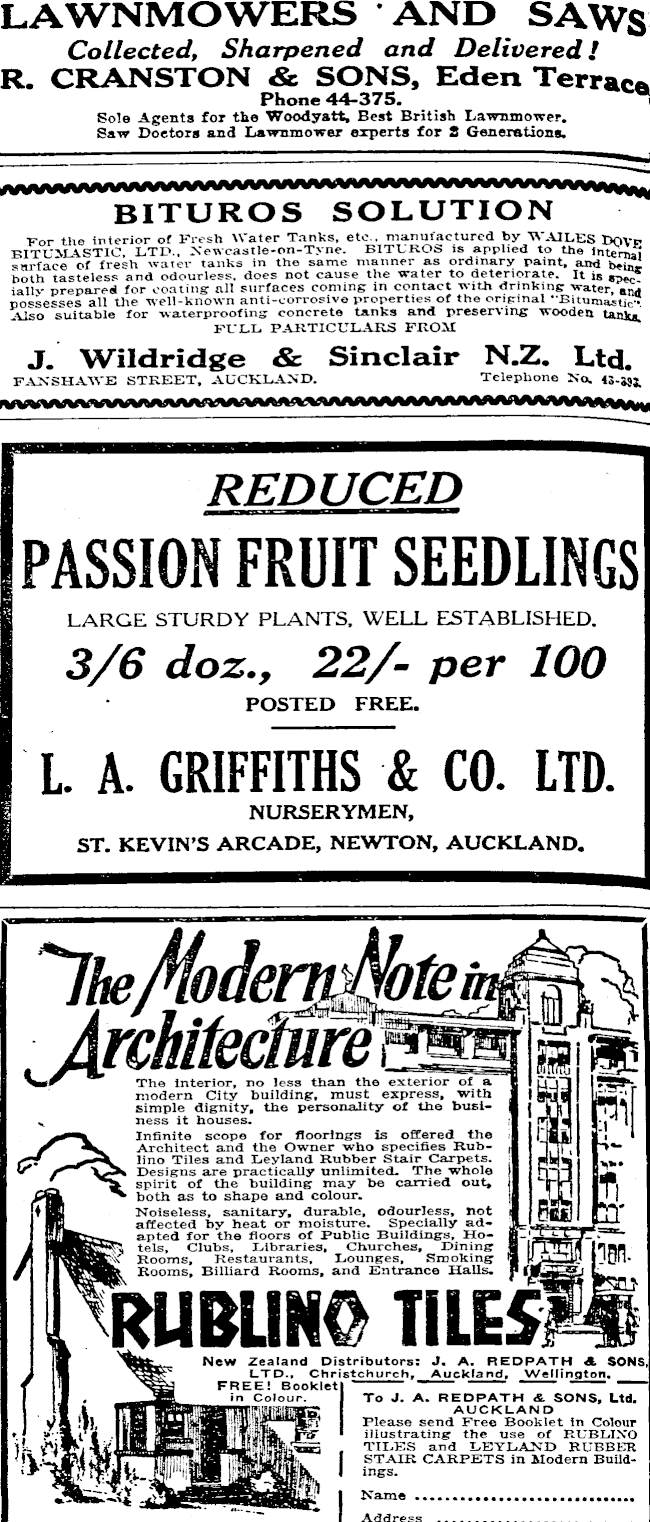 LAWNMOWERS AND SAWS
Collected, Sharpened and Delivered!
R. CRANSTON & SONS, Eden Terrace
Phone 44-375.
Sole Agents for the Woodyatt, Best British Lawnmower.
Saw Doctors and Lawnmower experts for 2 Generations.
BITUROS SOLUTION
For the interior of Fresh Water Tanks, etc., manufactured by WAILES DOVE
BITUMASTIC, LTD., Newcastle-on-Tyne. BITUROS is applied to the internal
surface of fresh water tanks in the same manner as ordinary paint, and being
both tasteless and odourless, does not cause the water to deteriorate. It is spec-
ially prepared for coating all surfaces coming in contact with drinking water, and
possesses all the well-known anti-corrosive properties of the original "Bitumastic".
Also suitable for waterproofing concrete tanks and preserving wooden tanks.
FULL PARTICULARS FROM
J. Wildridge & Sinclair N.Z. Ltd.
FANSHAWE STREET, AUCKLAND. Telephone No. 43-393.
REDUCED
PASSION FRUIT SEEDLINGS
LARGE STURDY PLANTS, WELL ESTABLISHED.
3/6 doz., 22/- per 100
POSTED FREE.
L. A. GRIFFITHS & CO. LTD.
NURSERYMEN,
ST. KEVIN'S ARCADE, NEWTON, AUCKLAND.
The Modern Note in
Architecture
The interior, no less than the exterior of a
modern City building, must express, with
simple dignity, the personality of the busi-
ness it houses.
Infinite scope for floorings is offered the
Architect and the Owner who specifies Rub-
lino Tiles and Leyland Rubber Stair Carpets.
Designs are practically unlimited. The whole
spirit of the building may be carried out,
both as to shape and colour.
Noiseless, sanitary, durable, odourless, not
affected by heat or moisture. Specially ad-
apted for the floors of Public Buildings, Ho-
tels, Clubs, Libraries, Churches, Dining
Rooms, Restaurants, Lounges, Smoking
Rooms, Billiard Rooms, and Entrance Halls.
RUBLINO TILES
New Zealand Distributors: J. A. REDPATH & SONS,
LTD., Christchurch, Auckland, Wellington.
FREE! Booklet
in Colour.
To J. A. REDPATH & SONS, Ltd.
AUCKLAND
Please send Free Booklet in Colour
illustrating the use of RUBLINO
TILES and LEYLAND RUBBER
STAIR CARPETS in Modern Build-
ings.
Name ..............................
Address ...........................